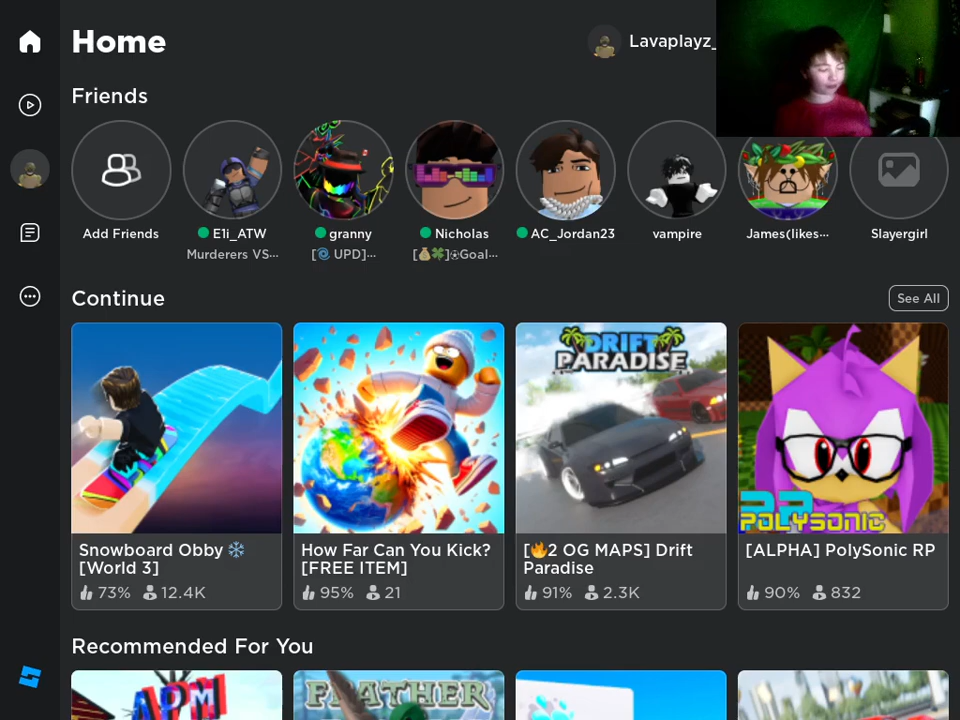 Home
Lavaplayz_
Friends
Add Friends
E1i_ATW
granny
Nicholas
AC_Jordan23
vampire
James(likes...
Slayergirl
Murderers VS...
[🌀 UPD]...
[💰🍀]⚽Goal...
Continue
See All
DRIFT
PARADISE
PR
POLYSONIC
Snowboard Obby ❄️
[World 3]
How Far Can You Kick?
[FREE ITEM]
[🔥2 OG MAPS] Drift
Paradise
[ALPHA] PolySonic RP
73% 12.4K
95% 21
91% 2.3K
90% 832
Recommended For You
FEATHER